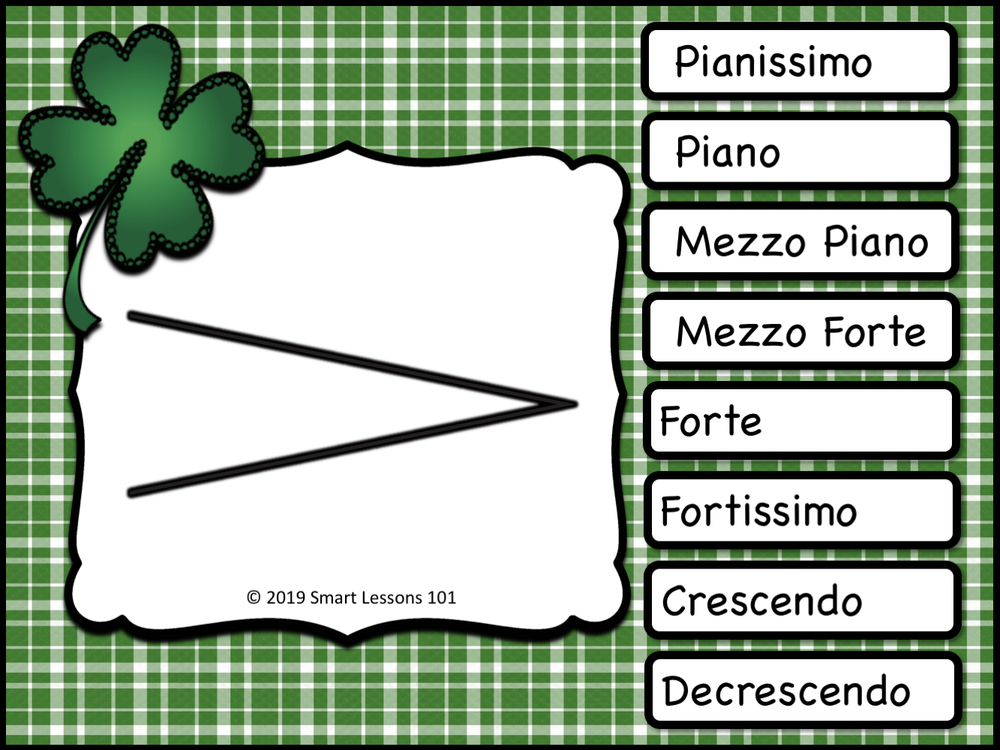 Pianissimo
Piano
Mezzo Piano
Mezzo Forte
Forte
Fortissimo
Crescendo
Decrescendo
© 2019 Smart Lessons 101